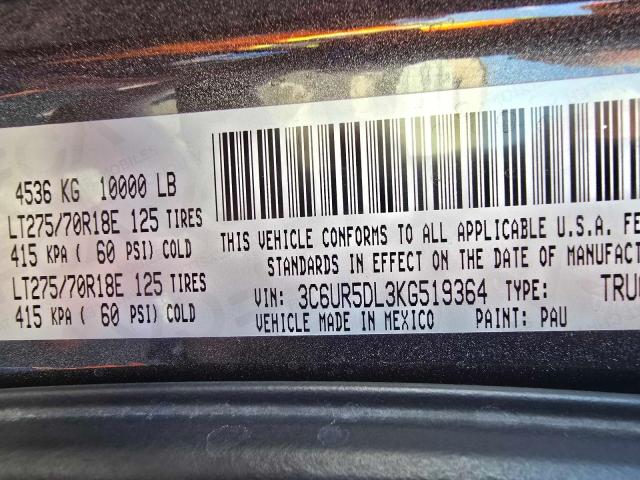 4536 KG 10000 LB
LT275/70R18E 125 TIRES
415 KPA ( 60 PSI) COLD
LT275/70R18E 125 TIRES
415 KPA ( 60 PSI) COLD
THIS VEHICLE CONFORMS TO ALL APPLICABLE U.S.A. FE
STANDARDS IN EFFECT ON THE DATE OF MANUFACT
VIN: 3C6UR5DL3KG519364 TYPE: TRU
VEHICLE MADE IN MEXICO PAINT: PAU